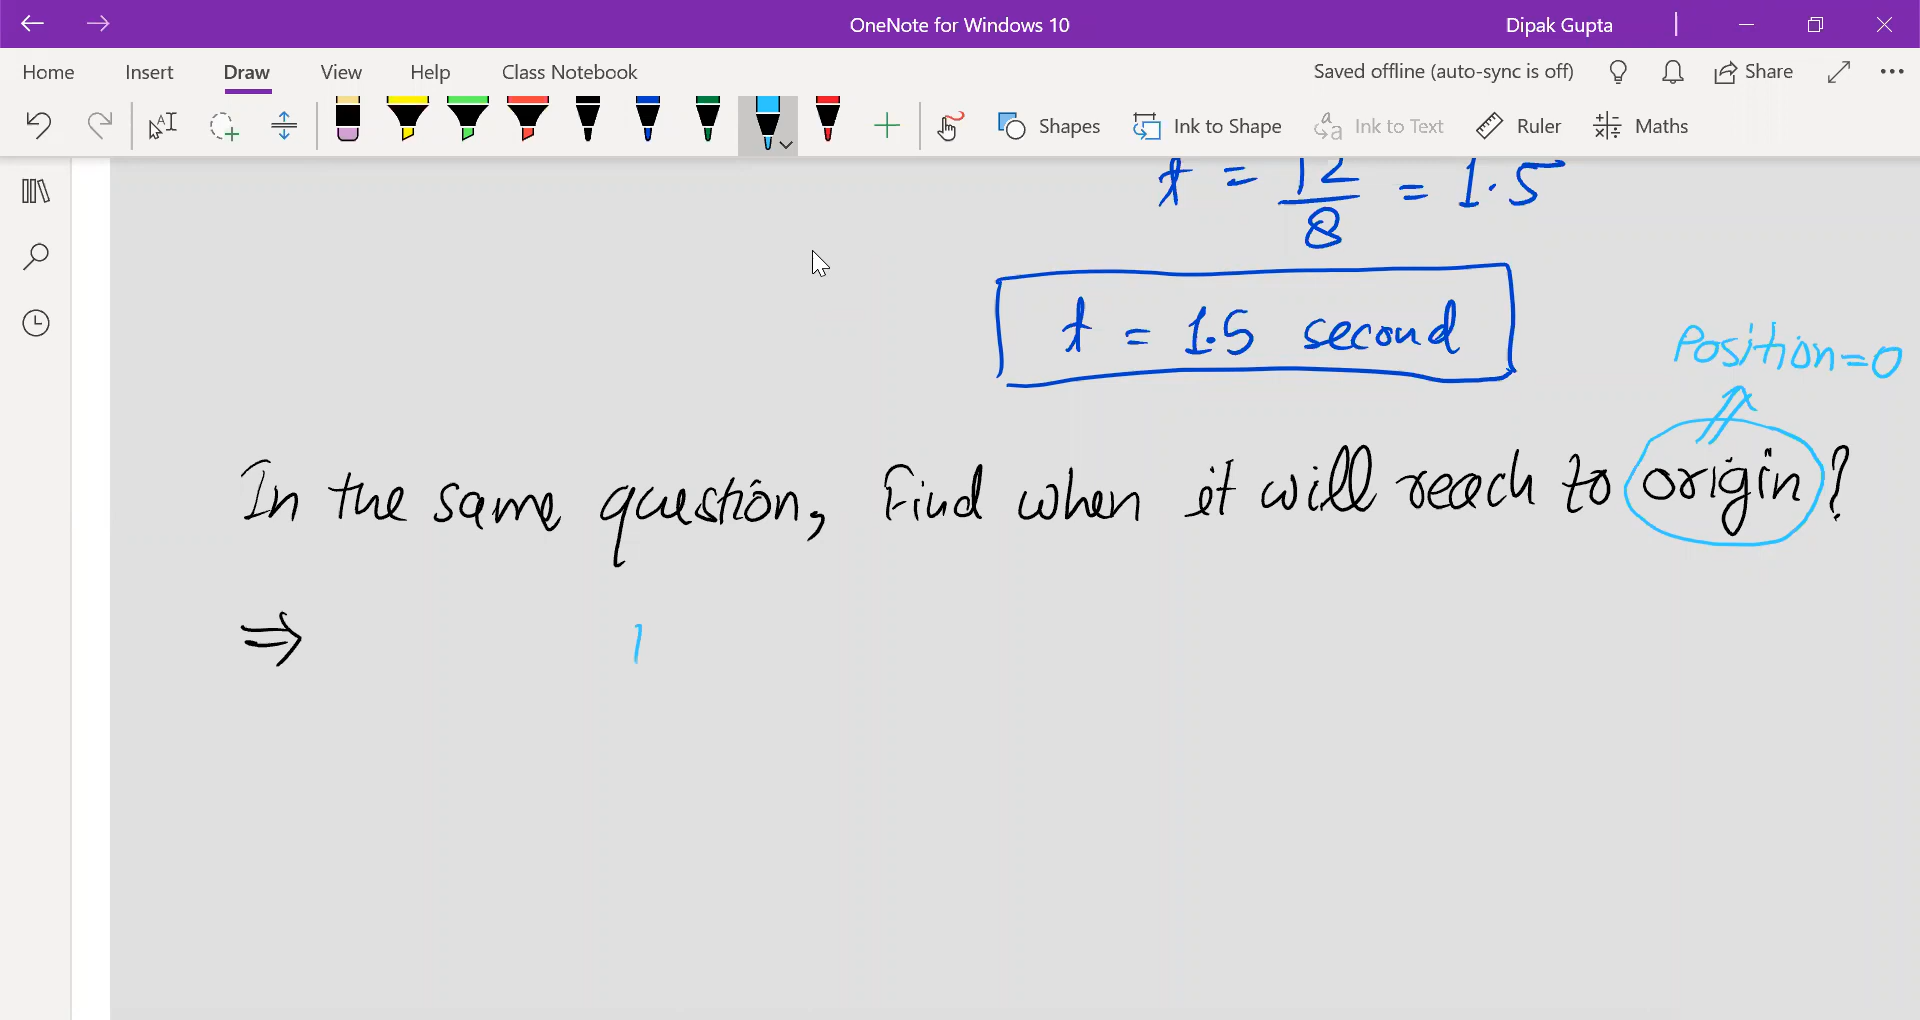 OneNote for Windows 10
Dipak Gupta
Home Insert Draw View Help Class Notebook
Saved offline (auto-sync is off) Share
Shapes Ink to Shape Ink to Text Ruler Maths
t = 12/8 = 1.5
t = 1.5 second
Position=0
In the same question, Find when it will reach to origin?
⇒